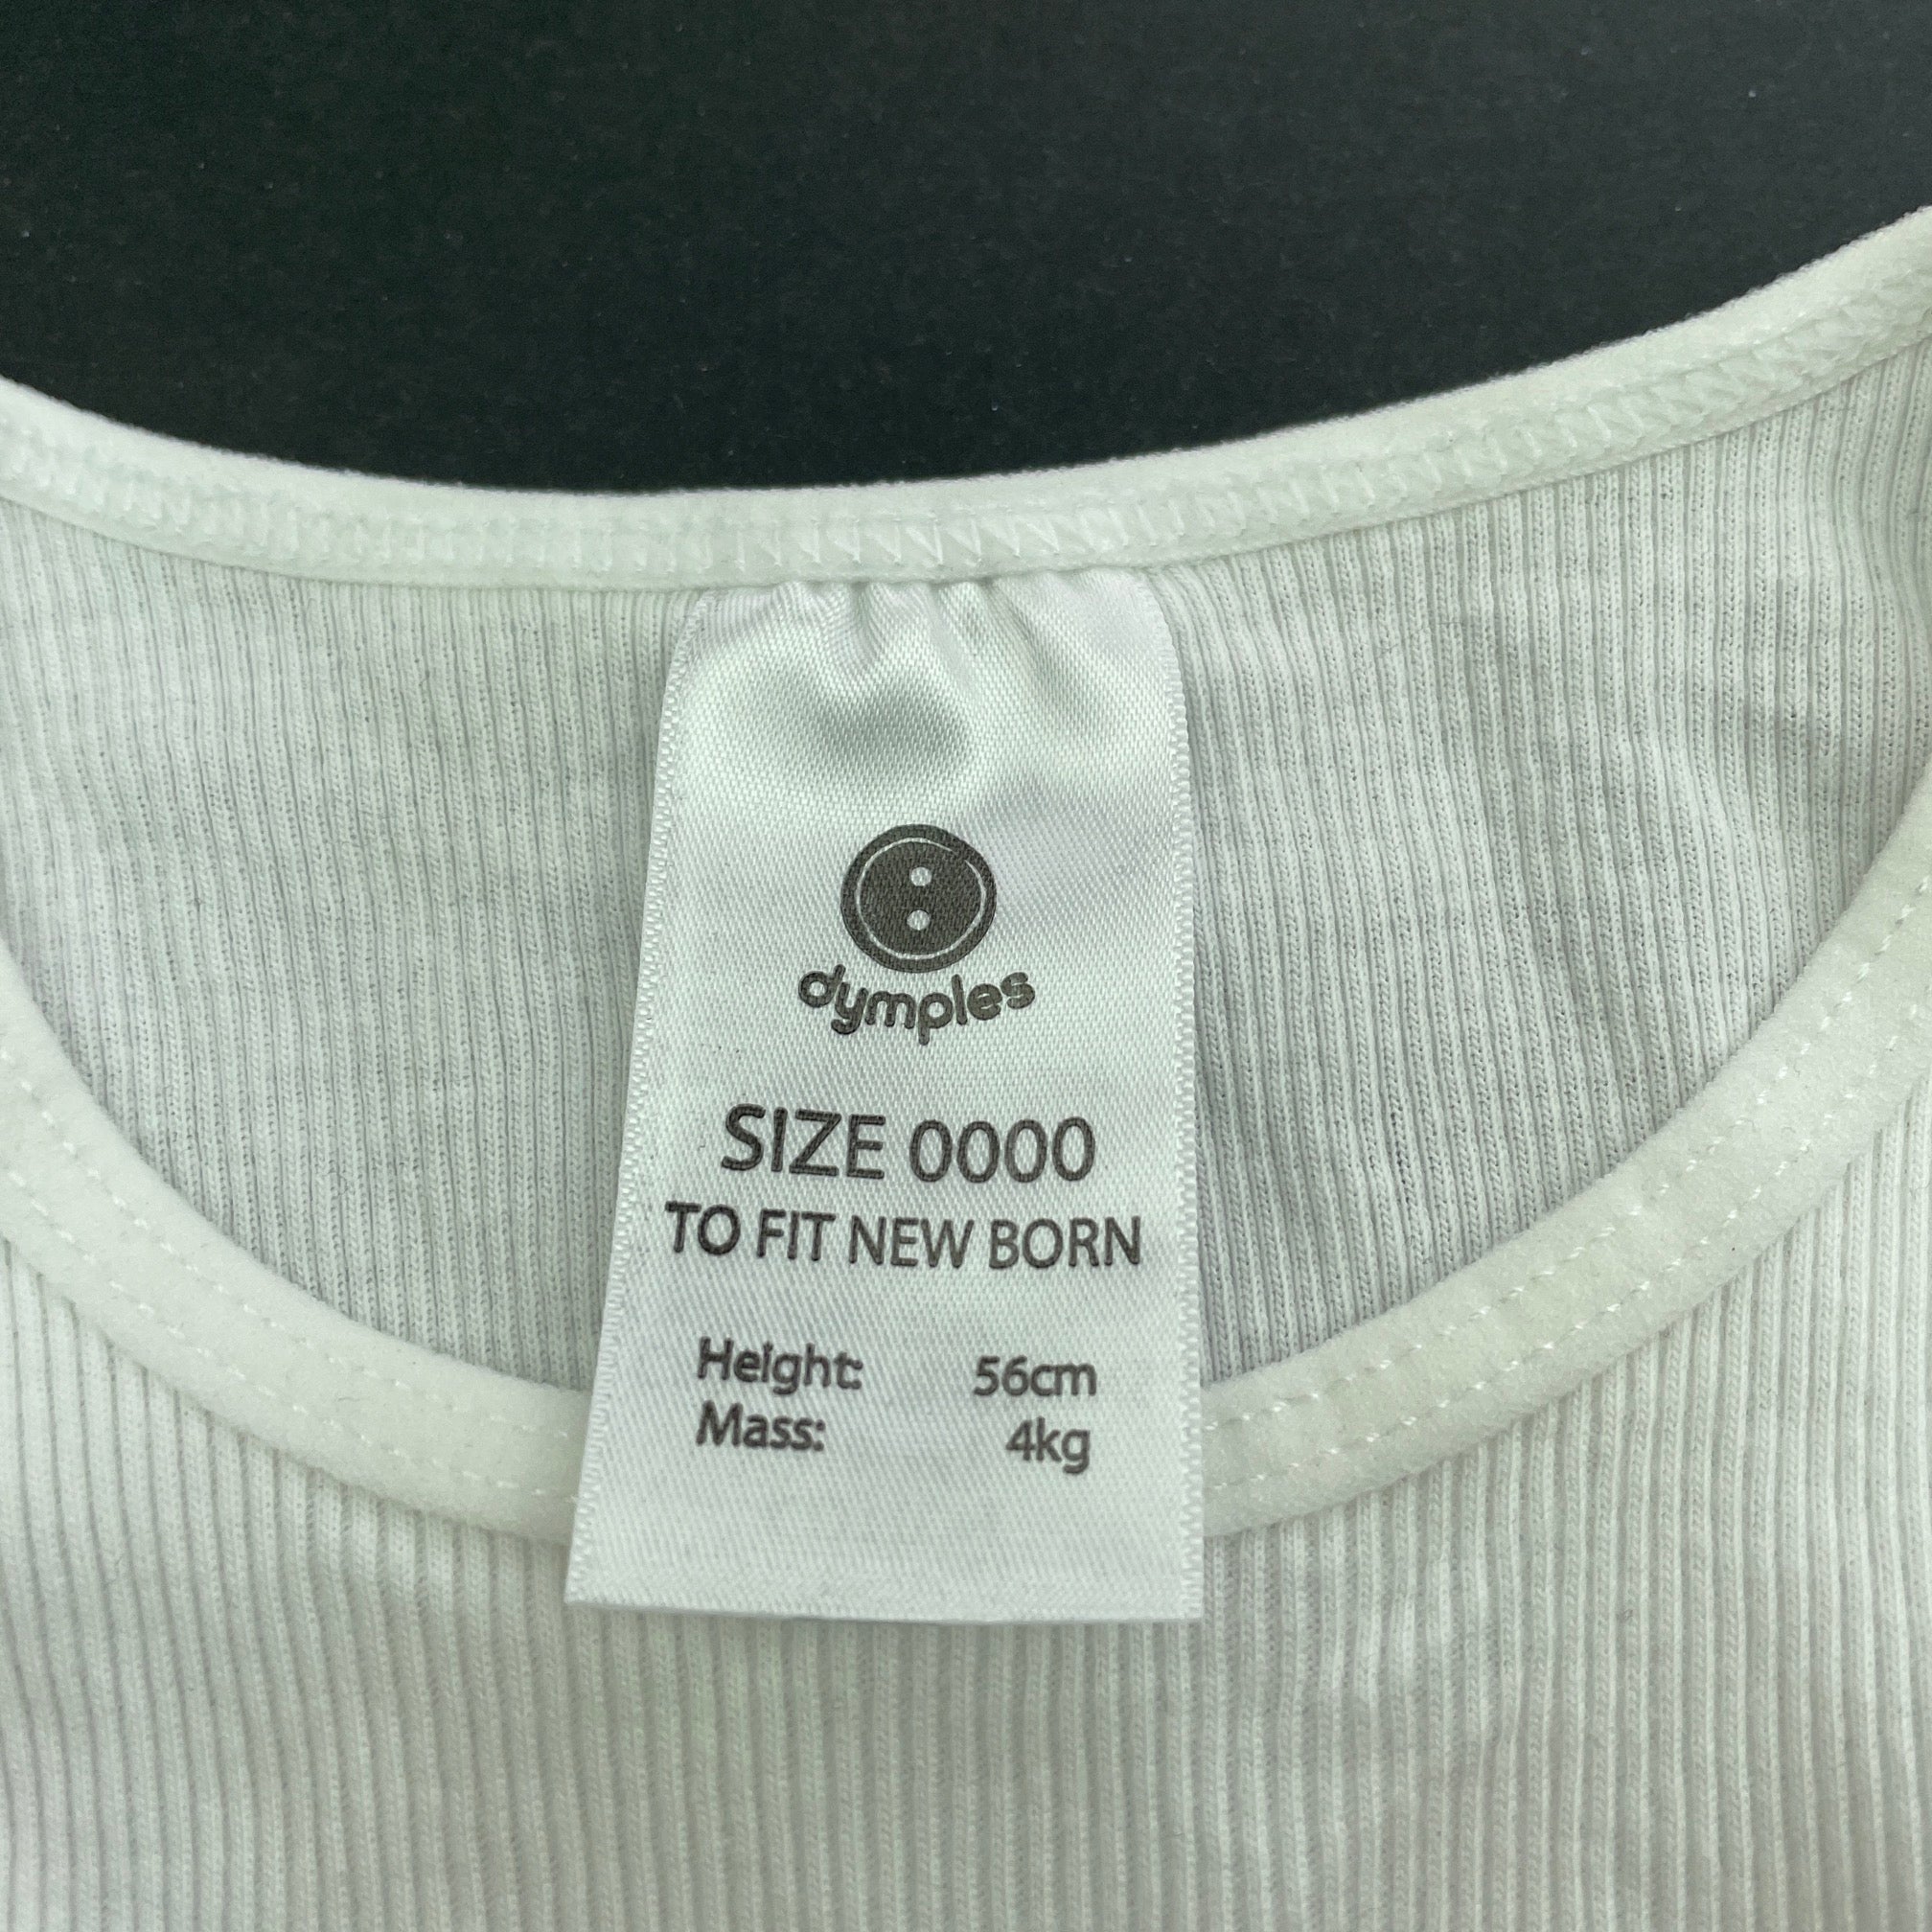 dymples
SIZE 0000
TO FIT NEW BORN
Height: 56cm
Mass: 4kg